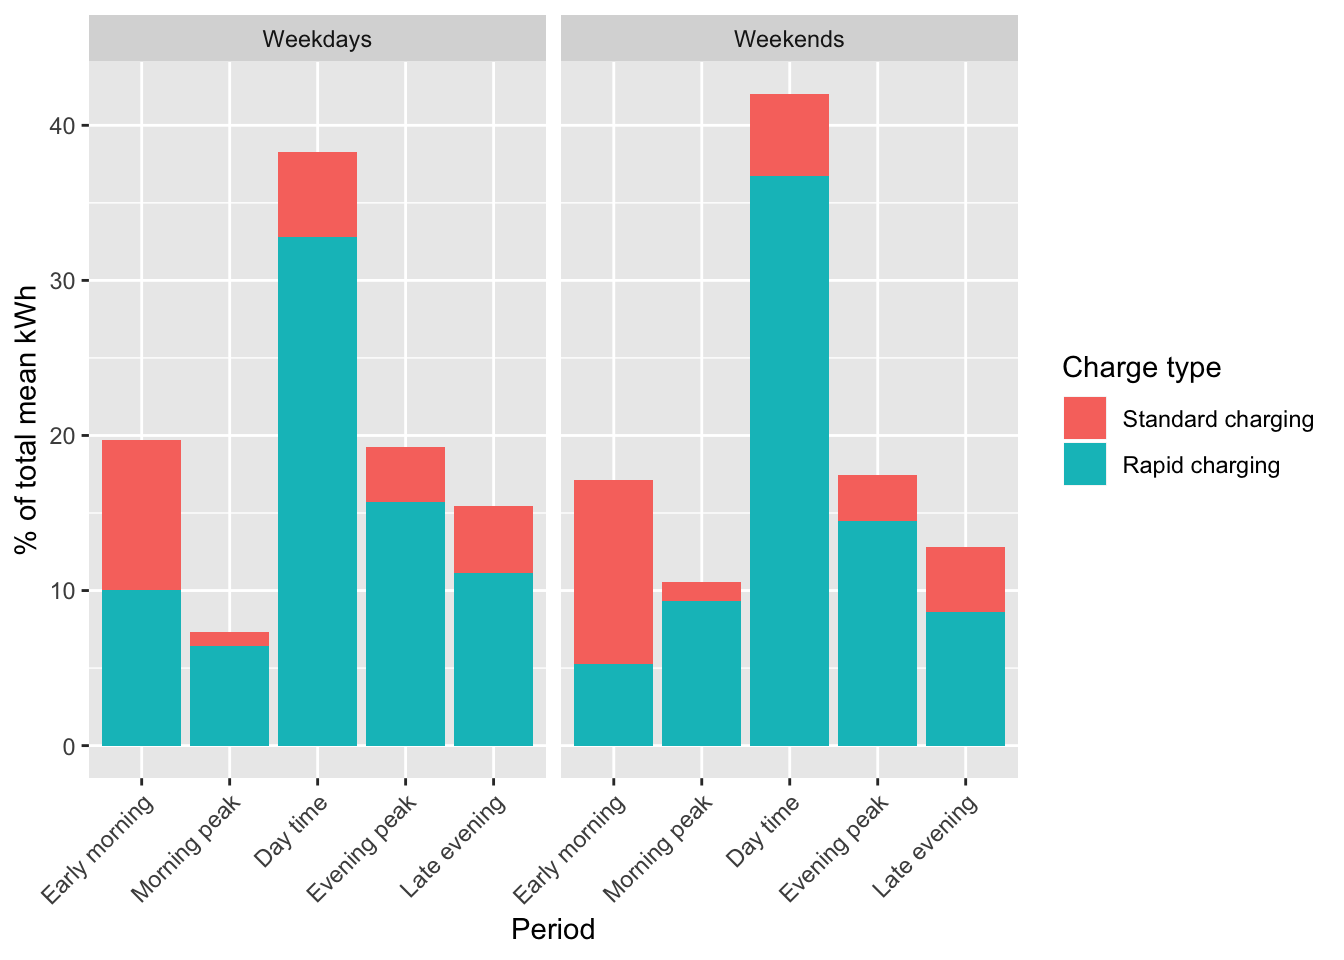 Weekdays
Weekends
% of total mean kWh
40
30
20
10
0
Early morning
Morning peak
Day time
Evening peak
Late evening
Early morning
Morning peak
Day time
Evening peak
Late evening
Period
Charge type
Standard charging
Rapid charging